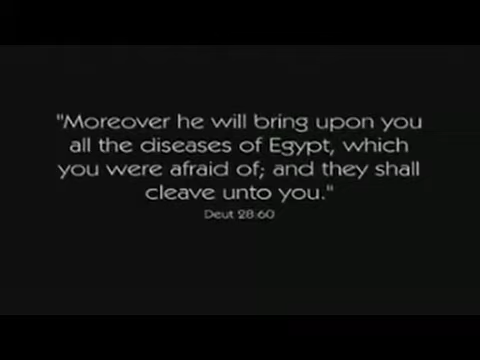 "Moreover he will bring upon you
all the diseases of Egypt, which
you were afraid of; and they shall
cleave unto you."
Deut 28:60